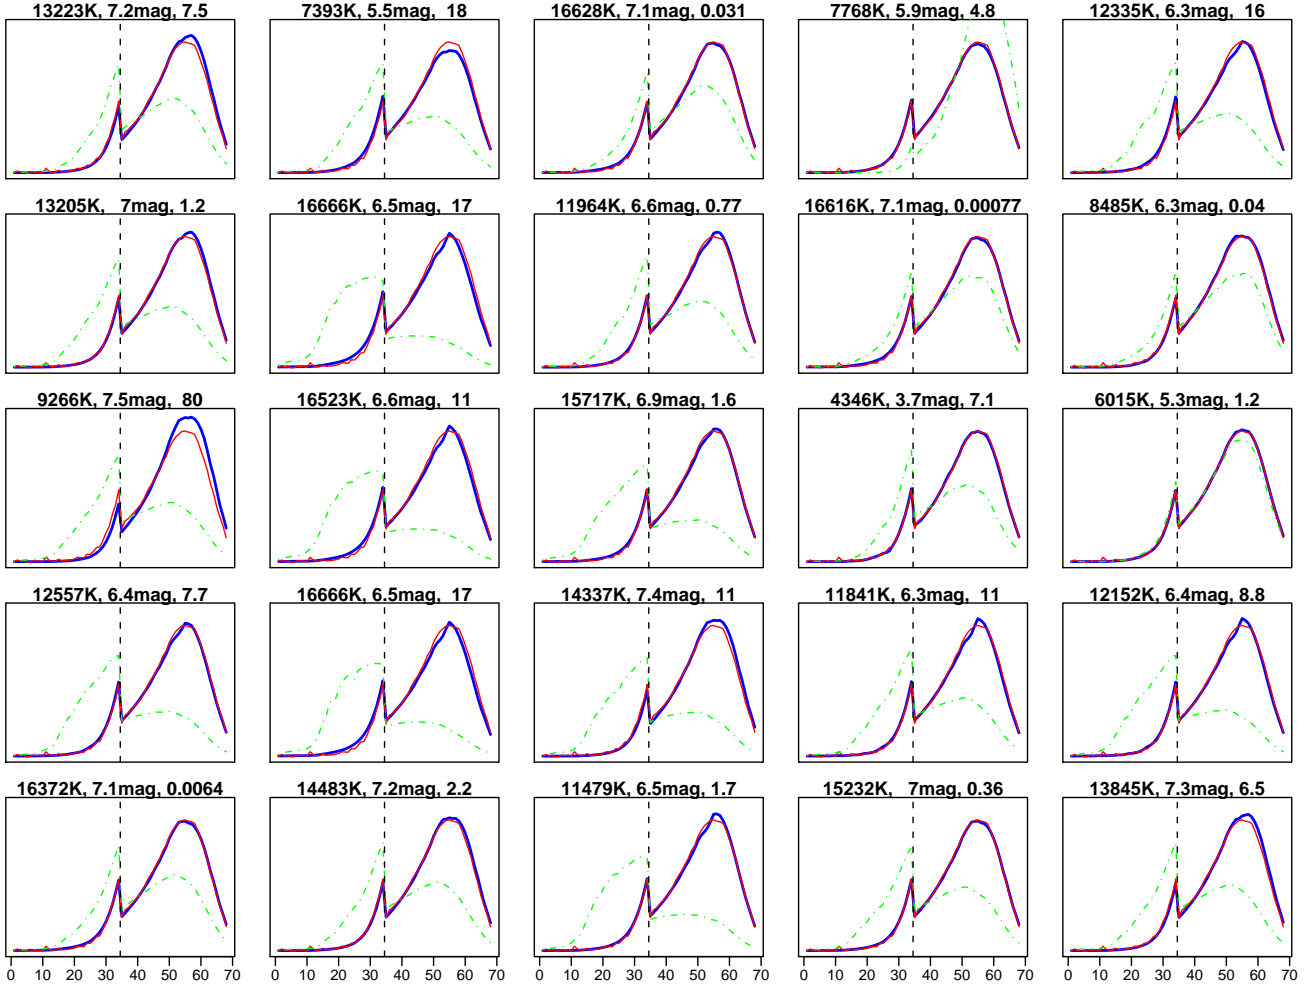 13223K, 7.2mag, 7.5
7393K, 5.5mag, 18
16628K, 7.1mag, 0.031
7768K, 5.9mag, 4.8
12335K, 6.3mag, 16
13205K, 7mag, 1.2
16666K, 6.5mag, 17
11964K, 6.6mag, 0.77
16616K, 7.1mag, 0.00077
8485K, 6.3mag, 0.04
9266K, 7.5mag, 80
16523K, 6.6mag, 11
15717K, 6.9mag, 1.6
4346K, 3.7mag, 7.1
6015K, 5.3mag, 1.2
12557K, 6.4mag, 7.7
16666K, 6.5mag, 17
14337K, 7.4mag, 11
11841K, 6.3mag, 11
12152K, 6.4mag, 8.8
16372K, 7.1mag, 0.0064
14483K, 7.2mag, 2.2
11479K, 6.5mag, 1.7
15232K, 7mag, 0.36
13845K, 7.3mag, 6.5
0 10 20 30 40 50 60 70
0 10 20 30 40 50 60 70
0 10 20 30 40 50 60 70
0 10 20 30 40 50 60 70
0 10 20 30 40 50 60 70